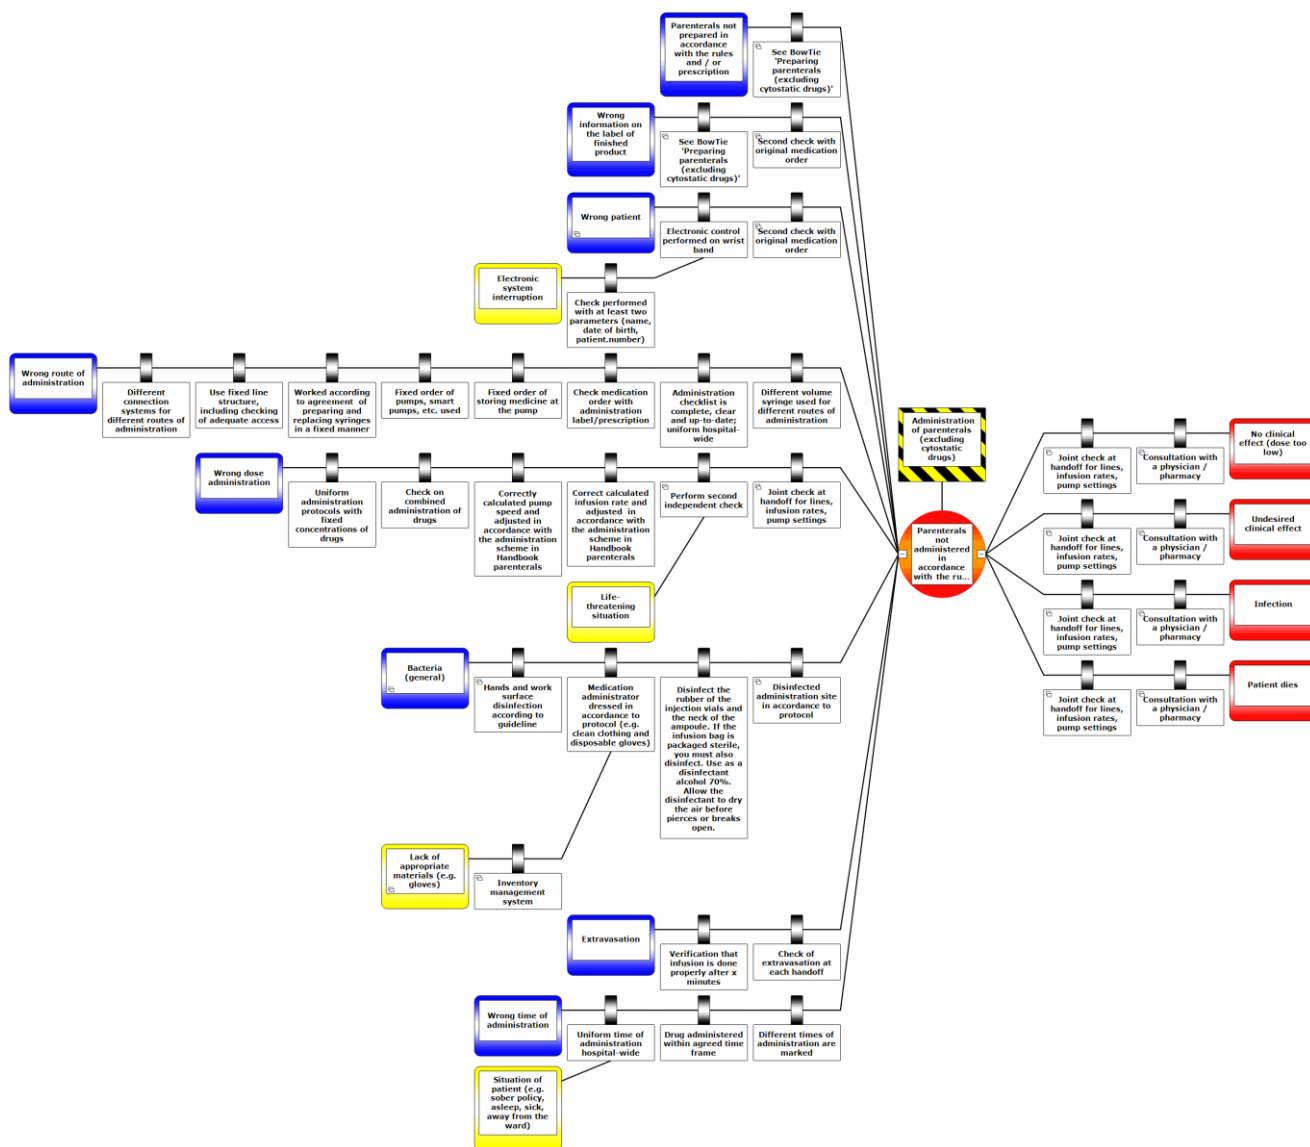 Parenterals not
prepared in
accordance
with the rules
and / or
prescription
See BowTie
'Preparing
parenterals
(excluding
cytostatic drugs)'
Wrong
information on
the label of
finished
product
See BowTie
'Preparing
parenterals
(excluding
cytostatic drugs)'
Second check with
original medication
order
Wrong patient
Electronic control
performed on wrist
band
Second check with
original medication
order
Electronic
system
interruption
Check performed
with at least two
parameters (name,
date of birth,
patient.number)
Wrong route of
administration
Different
connection
systems for
different routes of
administration
Use fixed line
structure,
including checking
of adequate access
Worked according
to agreement of
preparing and
replacing syringes
in a fixed manner
Fixed order of
pumps, smart
pumps, etc. used
Fixed order of
storing medicine at
the pump
Check medication
order with
administration
label/prescription
Administration
checklist is
complete, clear
and up-to-date;
uniform hospital-
wide
Different volume
syringe used for
different routes of
administration
Wrong dose
administration
Uniform
administration
protocols with
fixed
concentrations of
drugs
Check on
combined
administration of
drugs
Correctly
calculated pump
speed and
adjusted in
accordance with
the administration
scheme in
Handbook
parenterals
Correct calculated
infusion rate and
adjusted in
accordance with
the administration
scheme in
Handbook
parenterals
Perform second
independent check
Joint check at
handoff for lines,
infusion rates,
pump settings
Life-
threatening
situation
Bacteria
(general)
Hands and work
surface
disinfection
according to
guideline
Medication
administrator
dressed in
accordance to
protocol (e.g.
clean clothing and
disposable gloves)
Disinfect the
rubber of the
injection vials and
the neck of the
ampoule. If the
infusion bag is
packaged sterile,
you must also
disinfect. Use as a
disinfectant
alcohol 70%.
Allow the
disinfectant to dry
the air before
pierces or breaks
open.
Disinfected
administration site
in accordance to
protocol
Lack of
appropriate
materials (e.g.
gloves)
Inventory
management
system
Extravasation
Verification that
infusion is done
properly after x
minutes
Check of
extravasation at
each handoff
Wrong time of
administration
Uniform time of
administration
hospital-wide
Drug administered
within agreed time
frame
Different times of
administration are
marked
Situation of
patient (e.g.
sober policy,
asleep, sick,
away from the
ward)
Administration
of parenterals
(excluding
cytostatic
drugs)
Parenterals
not
administered
in
accordance
with the ru...
Joint check at
handoff for lines,
infusion rates,
pump settings
Consultation with
a physician /
pharmacy
No clinical
effect (dose too
low)
Joint check at
handoff for lines,
infusion rates,
pump settings
Consultation with
a physician /
pharmacy
Undesired
clinical effect
Joint check at
handoff for lines,
infusion rates,
pump settings
Consultation with
a physician /
pharmacy
Infection
Joint check at
handoff for lines,
infusion rates,
pump settings
Consultation with
a physician /
pharmacy
Patient dies